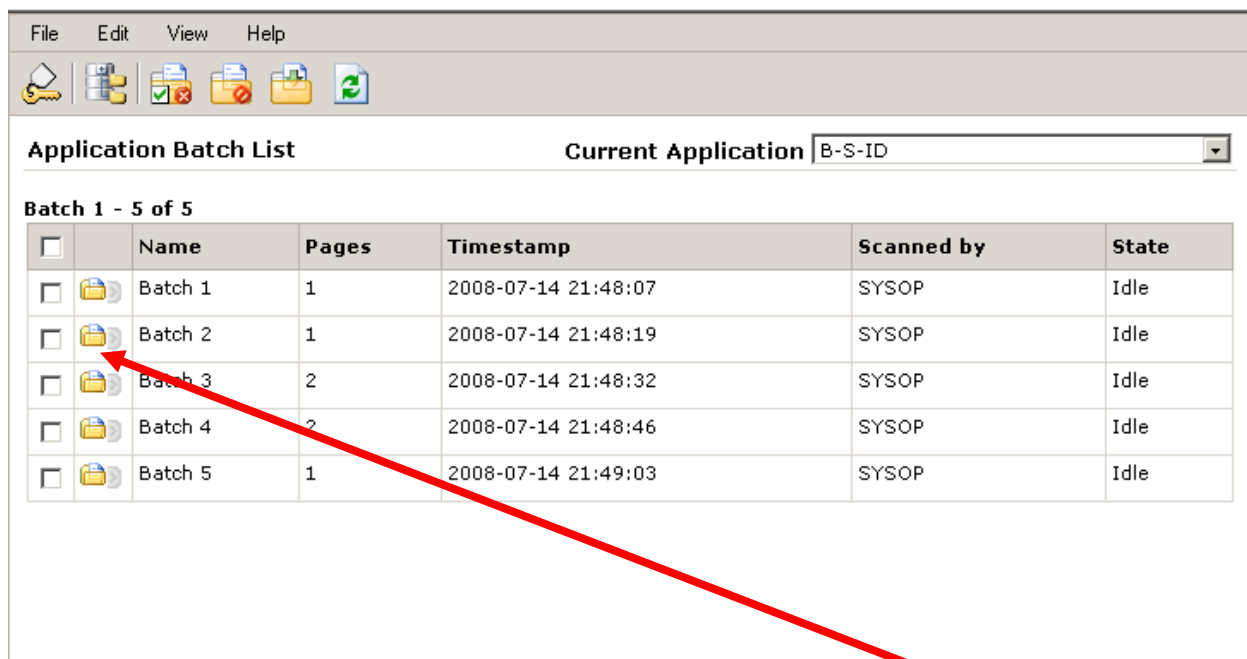 File Edit View Help
Application Batch List Current Application B-S-ID
Batch 1 - 5 of 5
Name Pages Timestamp Scanned by State
Batch 1 1 2008-07-14 21:48:07 SYSOP Idle
Batch 2 1 2008-07-14 21:48:19 SYSOP Idle
Batch 3 2 2008-07-14 21:48:32 SYSOP Idle
Batch 4 2 2008-07-14 21:48:46 SYSOP Idle
Batch 5 1 2008-07-14 21:49:03 SYSOP Idle